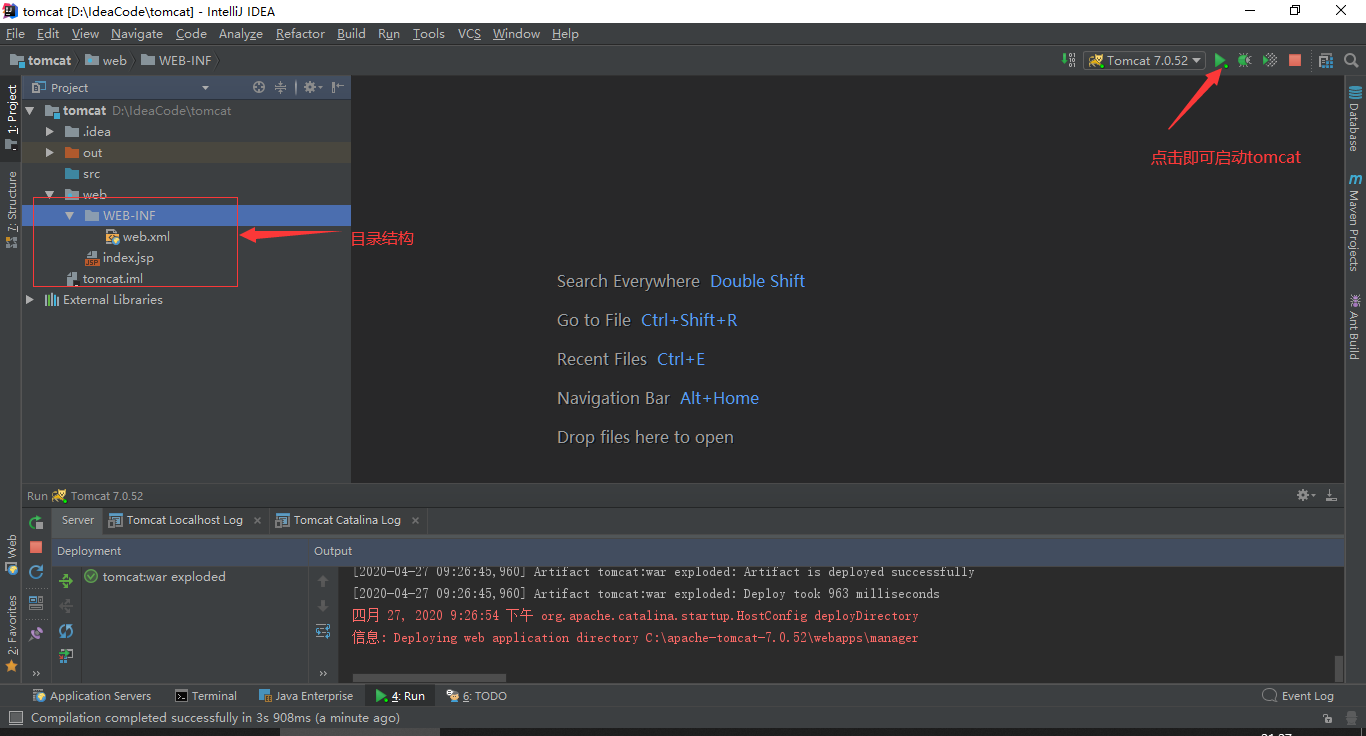 tomcat [D:\IdeaCode\tomcat] - IntelliJ IDEA
File Edit View Navigate Code Analyze Refactor Build Run Tools VCS Window Help
tomcat web WEB-INF
Tomcat 7.0.52
1: Project
7: Structure
Web
2: Favorites
Project
tomcat D:\IdeaCode\tomcat
.idea
out
src
web
WEB-INF
web.xml
index.jsp
tomcat.iml
External Libraries
目录结构
点击即可启动tomcat
Search Everywhere Double Shift
Go to File Ctrl+Shift+R
Recent Files Ctrl+E
Navigation Bar Alt+Home
Drop files here to open
Database
m Maven Projects
Ant Build
Run Tomcat 7.0.52
Server Tomcat Localhost Log Tomcat Catalina Log
Deployment Output
tomcat:war exploded
[2020-04-27 09:26:45,960] Artifact tomcat:war exploded: Artifact is deployed successfully
[2020-04-27 09:26:45,960] Artifact tomcat:war exploded: Deploy took 963 milliseconds
四月 27, 2020 9:26:54 下午 org.apache.catalina.startup.HostConfig deployDirectory
信息: Deploying web application directory C:\apache-tomcat-7.0.52\webapps\manager
Application Servers Terminal Java Enterprise 4: Run 6: TODO Event Log
Compilation completed successfully in 3s 908ms (a minute ago)